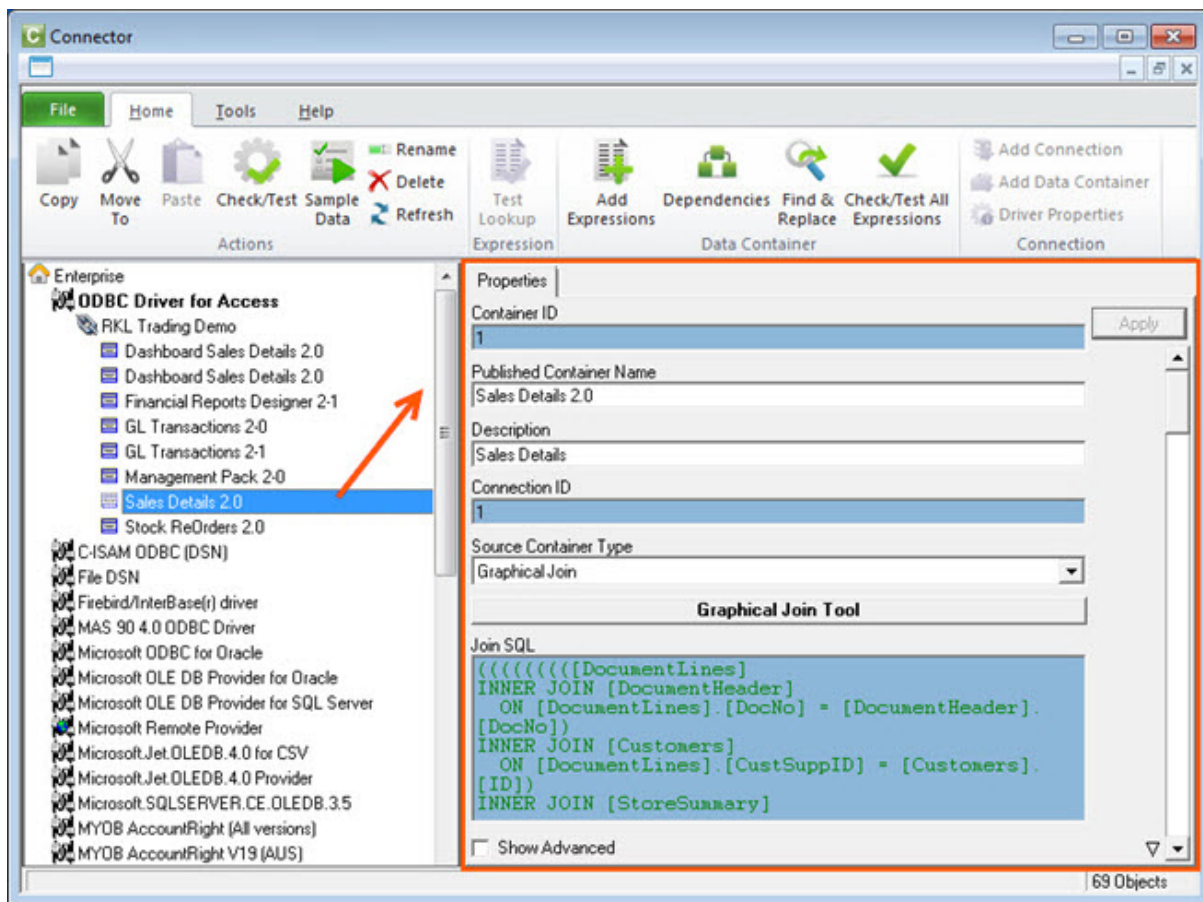 Connector
File Home Tools Help
Copy
Move To
Paste
Check/Test
Sample Data
Rename
Delete
Refresh
Actions
Test Lookup
Expression
Add Expressions
Dependencies
Find & Replace
Check/Test All Expressions
Data Container
Add Connection
Add Data Container
Driver Properties
Connection
Enterprise
ODBC Driver for Access
RKL Trading Demo
Dashboard Sales Details 2.0
Dashboard Sales Details 2.0
Financial Reports Designer 2-1
GL Transactions 2-0
GL Transactions 2-1
Management Pack 2-0
Sales Details 2.0
Stock ReOrders 2.0
C-ISAM ODBC (DSN)
File DSN
Firebird/InterBase(r) driver
MAS 90 4.0 ODBC Driver
Microsoft ODBC for Oracle
Microsoft OLE DB Provider for Oracle
Microsoft OLE DB Provider for SQL Server
Microsoft Remote Provider
Microsoft.Jet.OLEDB.4.0 for CSV
Microsoft.Jet.OLEDB.4.0 Provider
Microsoft.SQLSERVER.CE.OLEDB.3.5
MYOB AccountRight (All versions)
MYOB AccountRight V19 (AUS)
Properties
Apply
Container ID
1
Published Container Name
Sales Details 2.0
Description
Sales Details
Connection ID
1
Source Container Type
Graphical Join
Graphical Join Tool
Join SQL
((((((((([DocumentLines]
INNER JOIN [DocumentHeader]
ON [DocumentLines].[DocNo] = [DocumentHeader].
[DocNo])
INNER JOIN [Customers]
ON [DocumentLines].[CustSuppID] = [Customers].
[ID])
INNER JOIN [StoreSummary]
Show Advanced
69 Objects